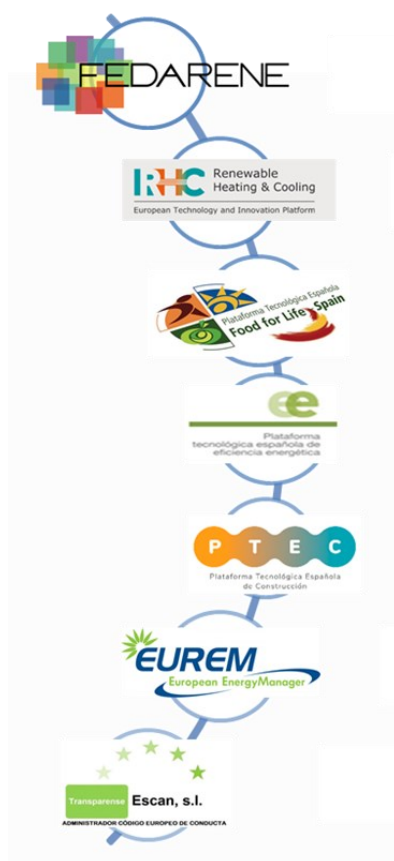 FEDARENE
RHC
Renewable
Heating & Cooling
European Technology and Innovation Platform
Plataforma Tecnológica Española
Food for Life Spain
ee
Plataforma
tecnológica española de
eficiencia energética
P T E C
Plataforma Tecnológica Española
de Construcción
EUREM
European EnergyManager
Transparense Escan, s.l.
ADMINISTRADOR CÓDIGO EUROPEO DE CONDUCTA